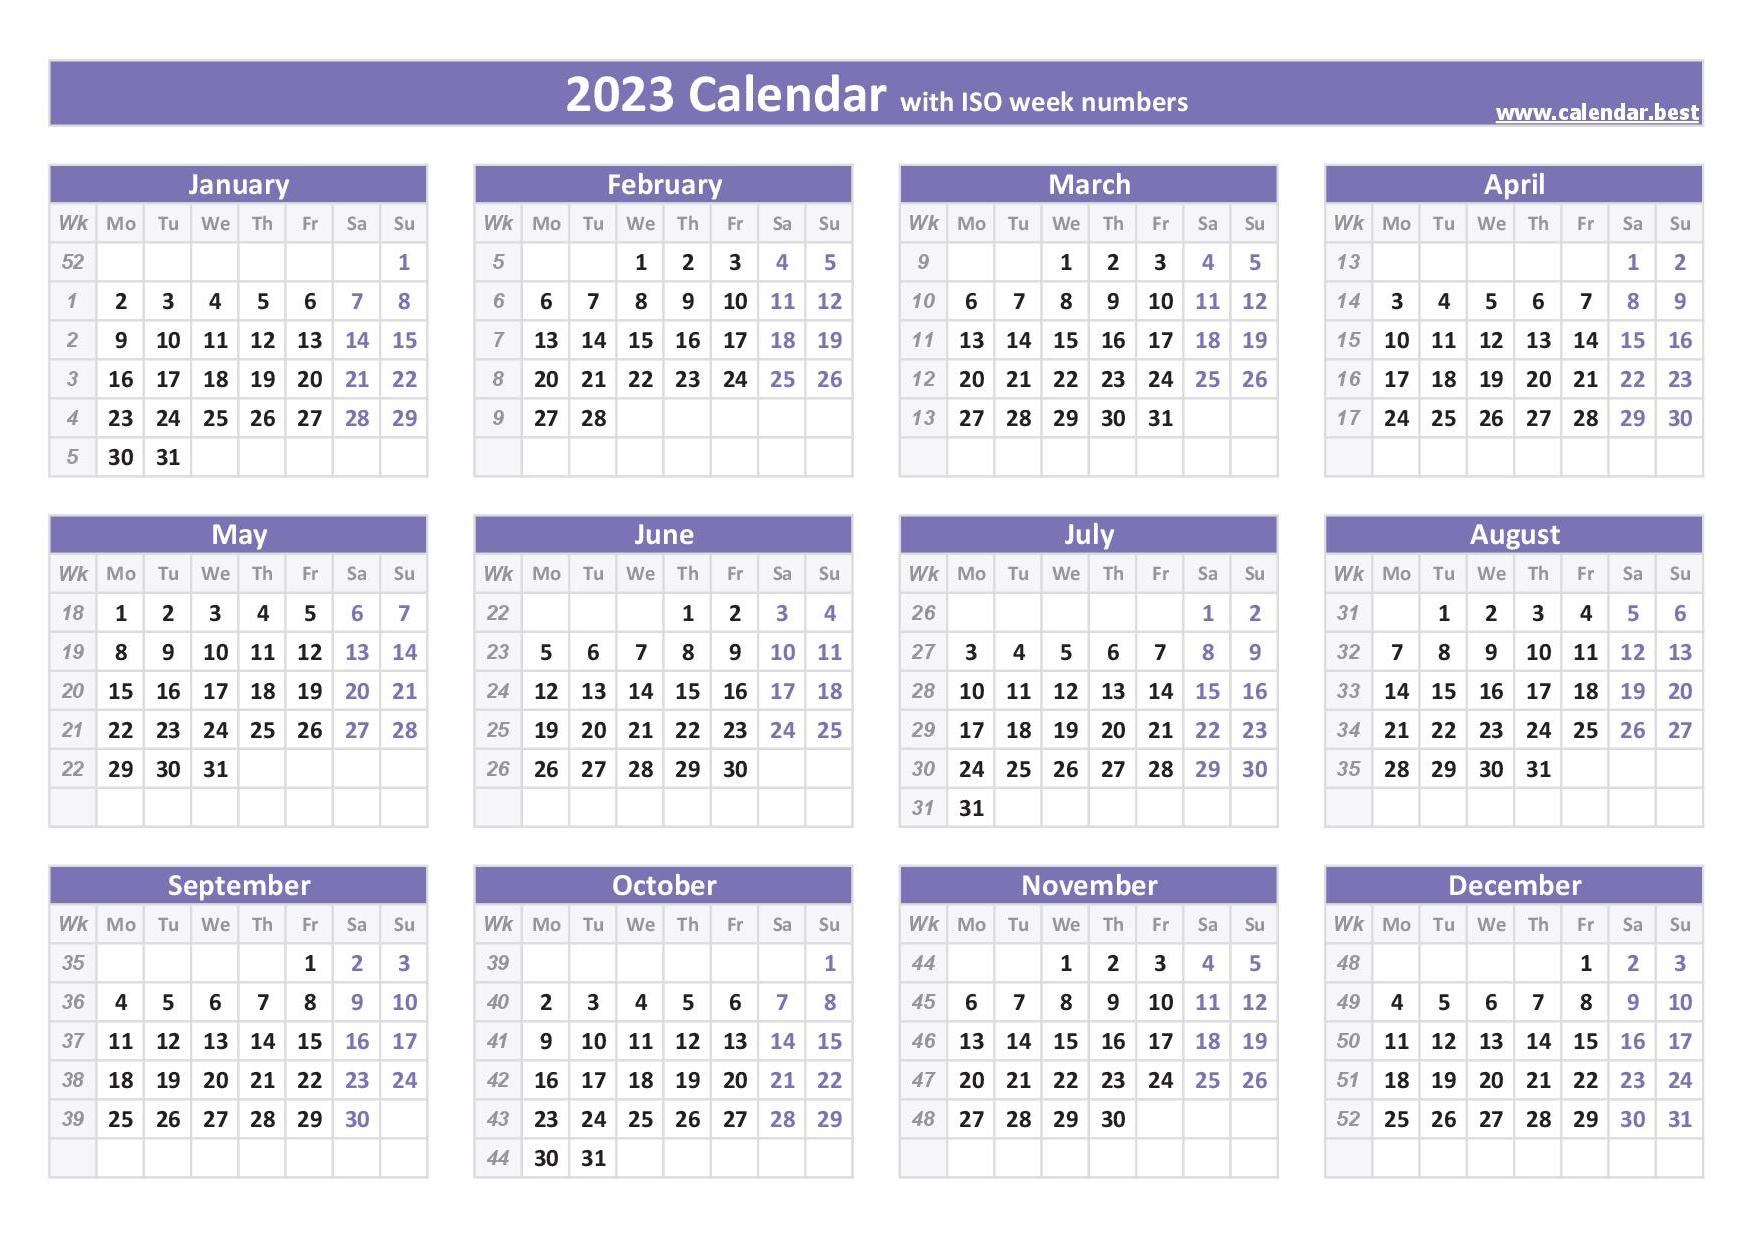 2023 Calendar with ISO week numbers
www.calendar.best
January
Wk Mo Tu We Th Fr Sa Su
52 1
1 2 3 4 5 6 7 8
2 9 10 11 12 13 14 15
3 16 17 18 19 20 21 22
4 23 24 25 26 27 28 29
5 30 31
February
Wk Mo Tu We Th Fr Sa Su
5 1 2 3 4 5
6 6 7 8 9 10 11 12
7 13 14 15 16 17 18 19
8 20 21 22 23 24 25 26
9 27 28
March
Wk Mo Tu We Th Fr Sa Su
9 1 2 3 4 5
10 6 7 8 9 10 11 12
11 13 14 15 16 17 18 19
12 20 21 22 23 24 25 26
13 27 28 29 30 31
April
Wk Mo Tu We Th Fr Sa Su
13 1 2
14 3 4 5 6 7 8 9
15 10 11 12 13 14 15 16
16 17 18 19 20 21 22 23
17 24 25 26 27 28 29 30
May
Wk Mo Tu We Th Fr Sa Su
18 1 2 3 4 5 6 7
19 8 9 10 11 12 13 14
20 15 16 17 18 19 20 21
21 22 23 24 25 26 27 28
22 29 30 31
June
Wk Mo Tu We Th Fr Sa Su
22 1 2 3 4
23 5 6 7 8 9 10 11
24 12 13 14 15 16 17 18
25 19 20 21 22 23 24 25
26 26 27 28 29 30
July
Wk Mo Tu We Th Fr Sa Su
26 1 2
27 3 4 5 6 7 8 9
28 10 11 12 13 14 15 16
29 17 18 19 20 21 22 23
30 24 25 26 27 28 29 30
31 31
August
Wk Mo Tu We Th Fr Sa Su
31 1 2 3 4 5 6
32 7 8 9 10 11 12 13
33 14 15 16 17 18 19 20
34 21 22 23 24 25 26 27
35 28 29 30 31
September
Wk Mo Tu We Th Fr Sa Su
35 1 2 3
36 4 5 6 7 8 9 10
37 11 12 13 14 15 16 17
38 18 19 20 21 22 23 24
39 25 26 27 28 29 30
October
Wk Mo Tu We Th Fr Sa Su
39 1
40 2 3 4 5 6 7 8
41 9 10 11 12 13 14 15
42 16 17 18 19 20 21 22
43 23 24 25 26 27 28 29
44 30 31
November
Wk Mo Tu We Th Fr Sa Su
44 1 2 3 4 5
45 6 7 8 9 10 11 12
46 13 14 15 16 17 18 19
47 20 21 22 23 24 25 26
48 27 28 29 30
December
Wk Mo Tu We Th Fr Sa Su
48 1 2 3
49 4 5 6 7 8 9 10
50 11 12 13 14 15 16 17
51 18 19 20 21 22 23 24
52 25 26 27 28 29 30 31